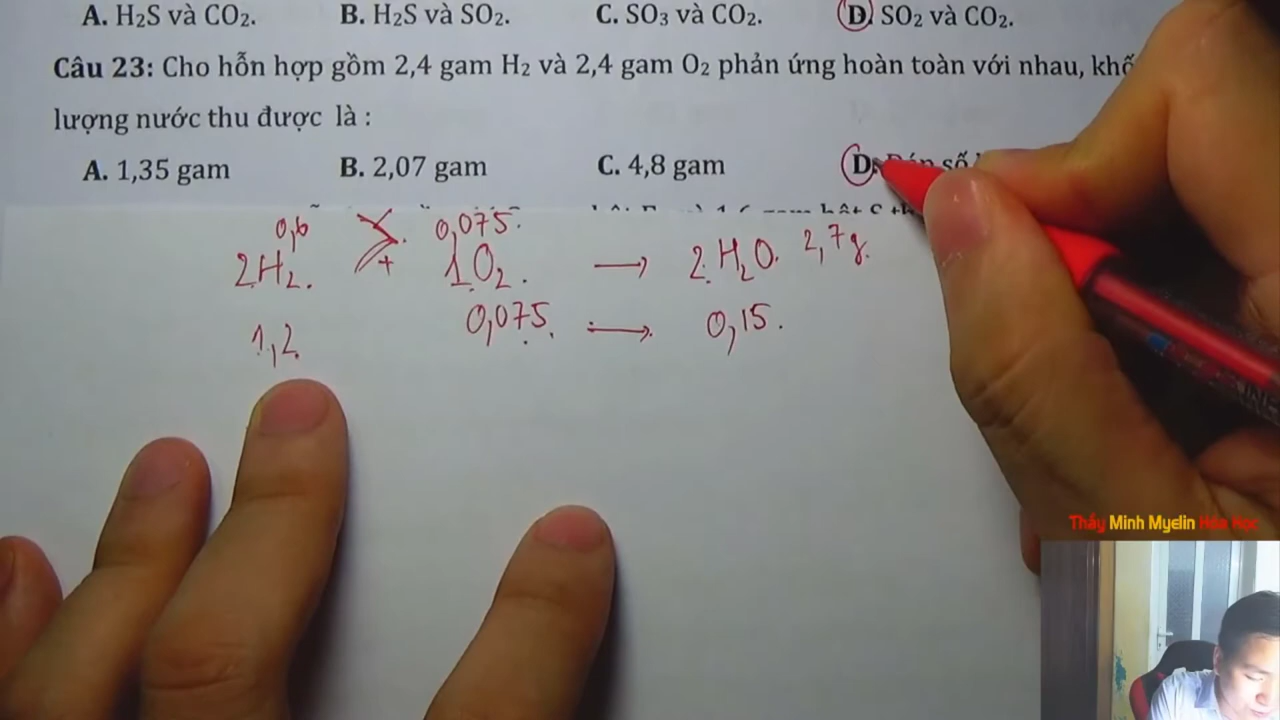 A. H₂S và CO₂. B. H₂S và SO₂. C. SO₃ và CO₂. D. SO₂ và CO₂.
Câu 23: Cho hỗn hợp gồm 2,4 gam H₂ và 2,4 gam O₂ phản ứng hoàn toàn với nhau,
lượng nước thu được là :
A. 1,35 gam B. 2,07 gam C. 4,8 gam D. số
0,6 0,075.
2H₂. + 1O₂. → 2H₂O. 2,7g.
1,2 0,075. → 0,15.
Thầy Minh Myelin Hóa Học